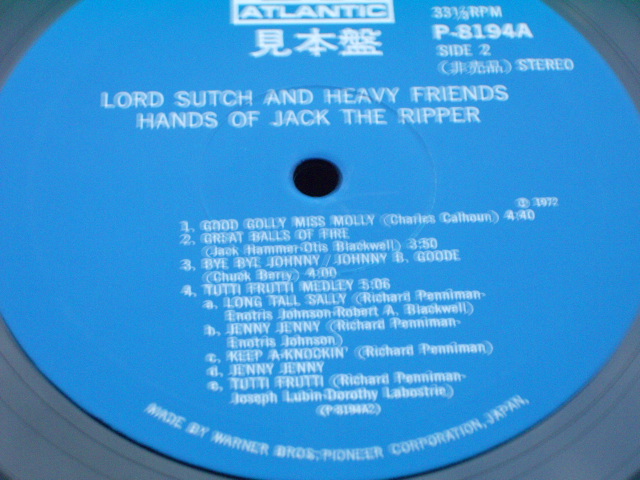 ATLANTIC
見本盤
33⅓RPM
P-8194A
SIDE 2
(非売品) STEREO
LORD SUTCH AND HEAVY FRIENDS
HANDS OF JACK THE RIPPER
Ⓟ 1972
1. GOOD GOLLY MISS MOLLY (Charles Calhoun) 4:40
2. GREAT BALLS OF FIRE
(Jack Hammer-Otis Blackwell) 3:50
3. BYE BYE JOHNNY JOHNNY B. GOODE
(Chuck Berry) 4:00
4. TUTTI FRUTTI MEDLEY 5:06
a. LONG TALL SALLY (Richard Penniman-
Enotris Johnson-Robert A. Blackwell)
b. JENNY JENNY (Richard Penniman-
Enotris Johnson)
c. KEEP A-KNOCKIN' (Richard Penniman)
d. JENNY JENNY
e. TUTTI FRUTTI (Richard Penniman-
Joseph Lubin-Dorothy Labostrie)
(P-8194A2)
MADE BY WARNER BROS.-PIONEER CORPORATION, JAPAN.